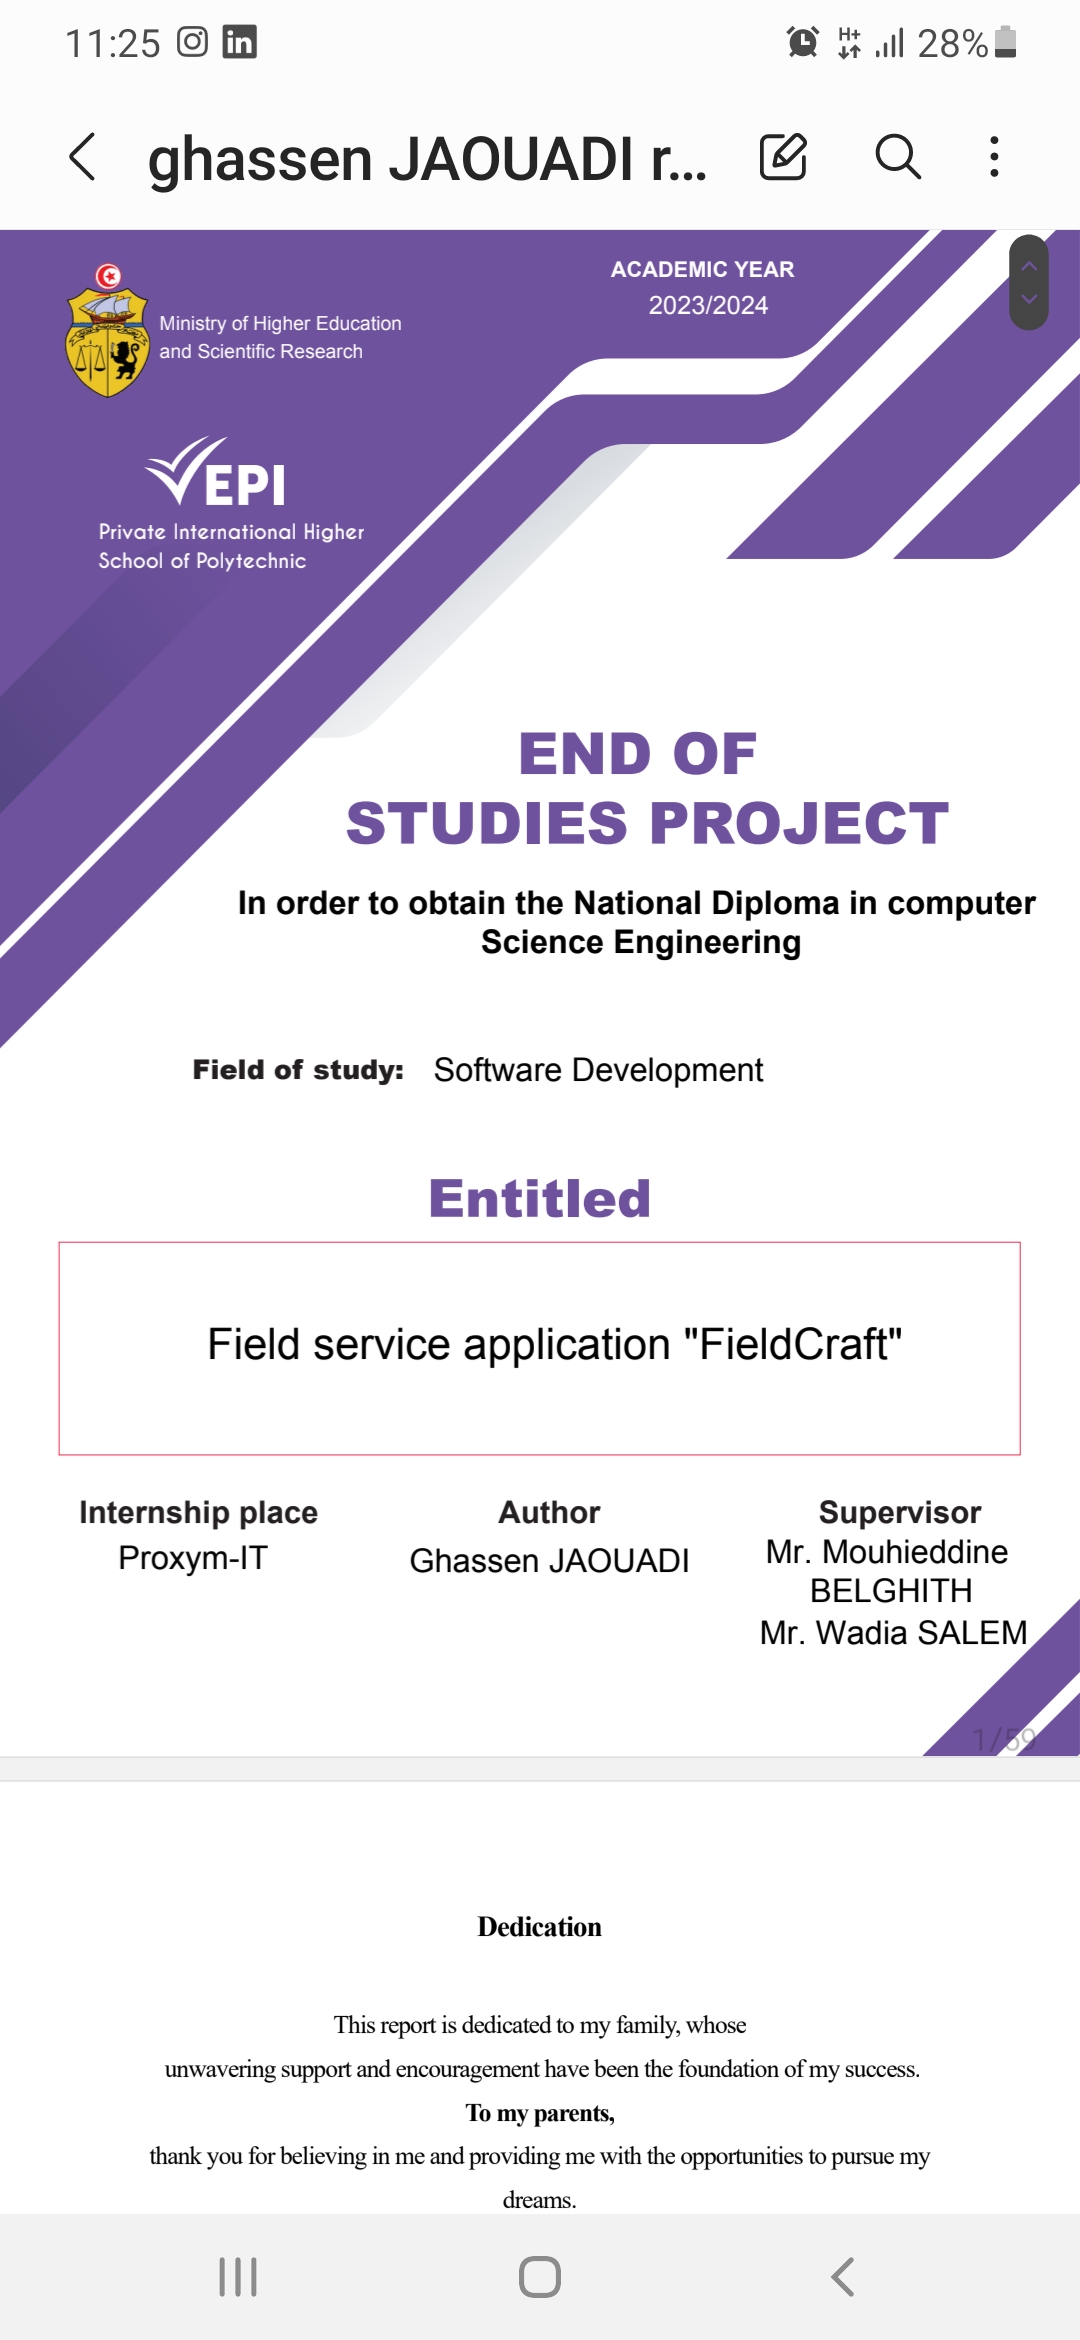 11:25
H+
28%
ghassen JAOUADI r...
ACADEMIC YEAR
2023/2024
Ministry of Higher Education
and Scientific Research
EPI
Private International Higher
School of Polytechnic
END OF
STUDIES PROJECT
In order to obtain the National Diploma in computer
Science Engineering
Field of study: Software Development
Entitled
Field service application "FieldCraft"
Internship place
Proxym-IT
Author
Ghassen JAOUADI
Supervisor
Mr. Mouhieddine
BELGHITH
Mr. Wadia SALEM
1/59
Dedication
This report is dedicated to my family, whose
unwavering support and encouragement have been the foundation of my success.
To my parents,
thank you for believing in me and providing me with the opportunities to pursue my
dreams.